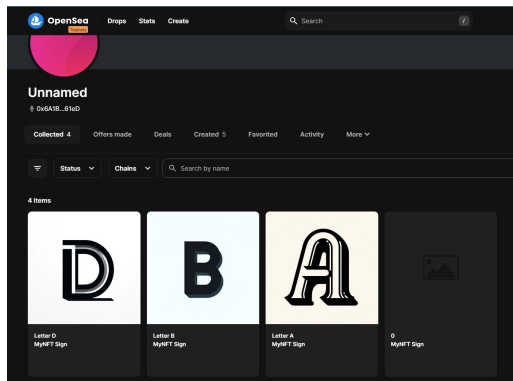 OpenSea
Testnets
Drops Stats Create
Search /
Unnamed
0x6A1B...61eD
Collected 4 Offers made Deals Created 5 Favorited Activity More
Status Chains Search by name
4 items
D B A
Letter D Letter B Letter A 0
MyNFT Sign MyNFT Sign MyNFT Sign MyNFT Sign